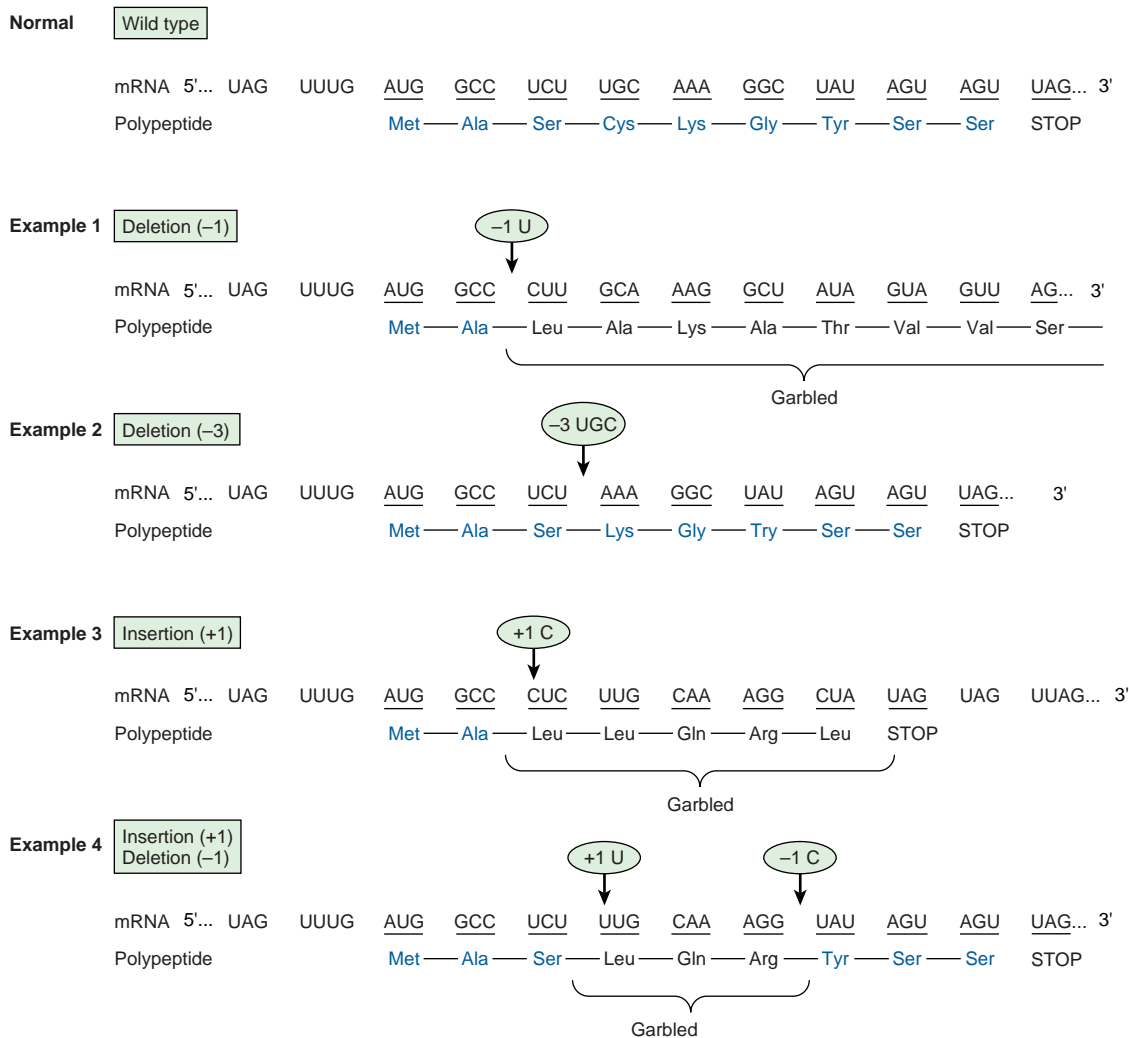 Normal Wild type
mRNA 5'... UAG UUUG AUG GCC UCU UGC AAA GGC UAU AGU AGU UAG... 3'
Polypeptide Met Ala Ser Cys Lys Gly Tyr Ser Ser STOP
Example 1 Deletion (–1)
–1 U
mRNA 5'... UAG UUUG AUG GCC CUU GCA AAG GCU AUA GUA GUU AG... 3'
Polypeptide Met Ala Leu Ala Lys Ala Thr Val Val Ser
Garbled
Example 2 Deletion (–3)
–3 UGC
mRNA 5'... UAG UUUG AUG GCC UCU AAA GGC UAU AGU AGU UAG... 3'
Polypeptide Met Ala Ser Lys Gly Try Ser Ser STOP
Example 3 Insertion (+1)
+1 C
mRNA 5'... UAG UUUG AUG GCC CUC UUG CAA AGG CUA UAG UAG UUAG... 3'
Polypeptide Met Ala Leu Leu Gln Arg Leu STOP
Garbled
Example 4 Insertion (+1)
Deletion (–1)
+1 U –1 C
mRNA 5'... UAG UUUG AUG GCC UCU UUG CAA AGG UAU AGU AGU UAG... 3'
Polypeptide Met Ala Ser Leu Gln Arg Tyr Ser Ser STOP
Garbled